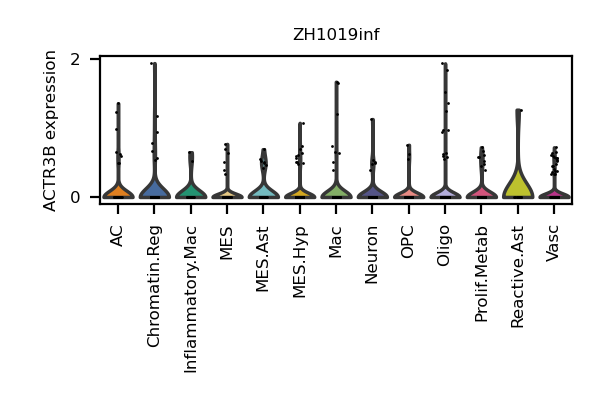 ZH1019inf
ACTR3B expression
2
0
AC
Chromatin.Reg
Inflammatory.Mac
MES
MES.Ast
MES.Hyp
Mac
Neuron
OPC
Oligo
Prolif.Metab
Reactive.Ast
Vasc